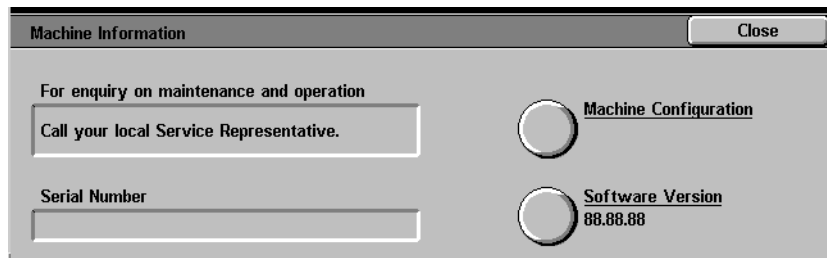 Machine Information
Close
For enquiry on maintenance and operation
Call your local Service Representative.
Machine Configuration
Serial Number
Software Version
88.88.88